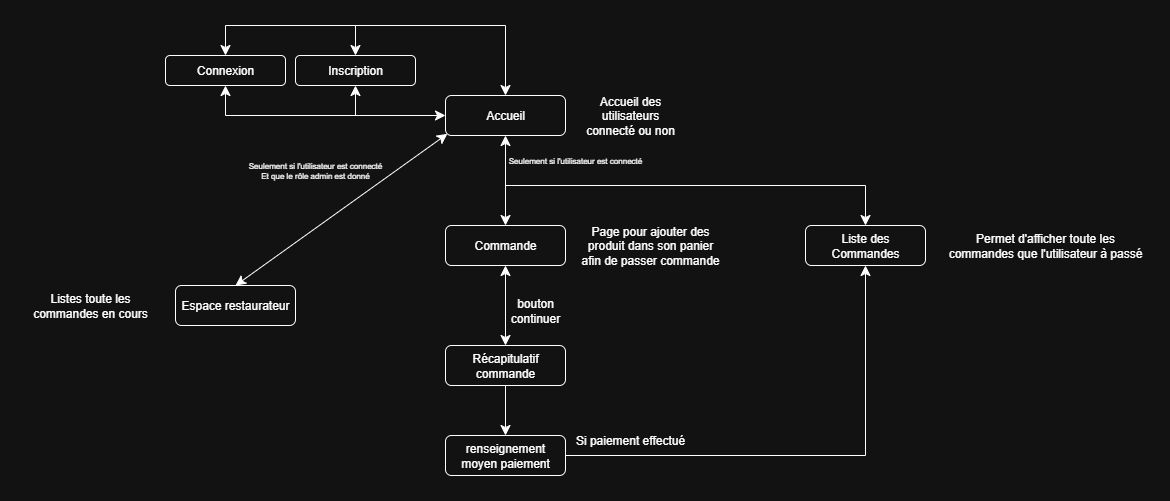 Connexion
Inscription
Accueil
Accueil des
utilisateurs
connecté ou non
Seulement si l'utilisateur est connecté
Et que le rôle admin est donné
Seulement si l'utilisateur est connecté
Commande
Page pour ajouter des
produit dans son panier
afin de passer commande
Liste des
Commandes
Permet d'afficher toute les
commandes que l'utilisateur à passé
Listes toute les
commandes en cours
Espace restaurateur
bouton
continuer
Récapitulatif
commande
renseignement
moyen paiement
Si paiement effectué